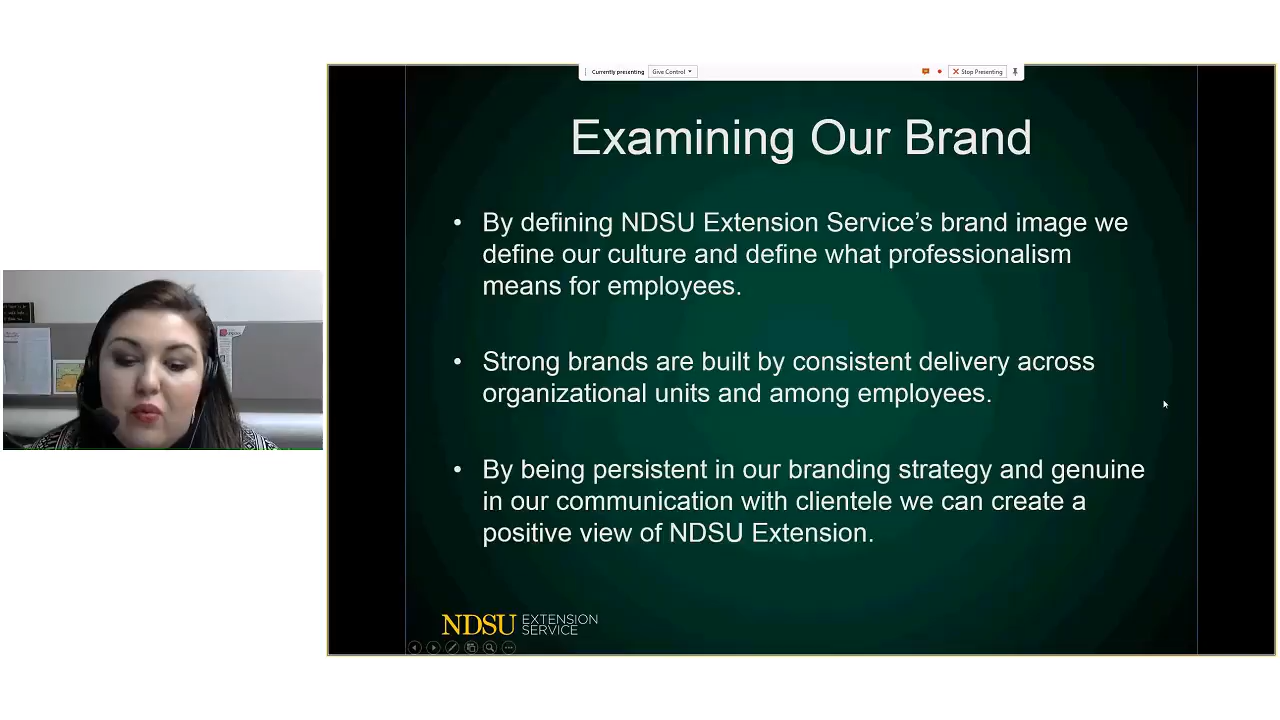 Currently presenting Give Control Stop Presenting
Examining Our Brand
• By defining NDSU Extension Service's brand image we
define our culture and define what professionalism
means for employees.
• Strong brands are built by consistent delivery across
organizational units and among employees.
• By being persistent in our branding strategy and genuine
in our communication with clientele we can create a
positive view of NDSU Extension.
NDSU EXTENSION
SERVICE